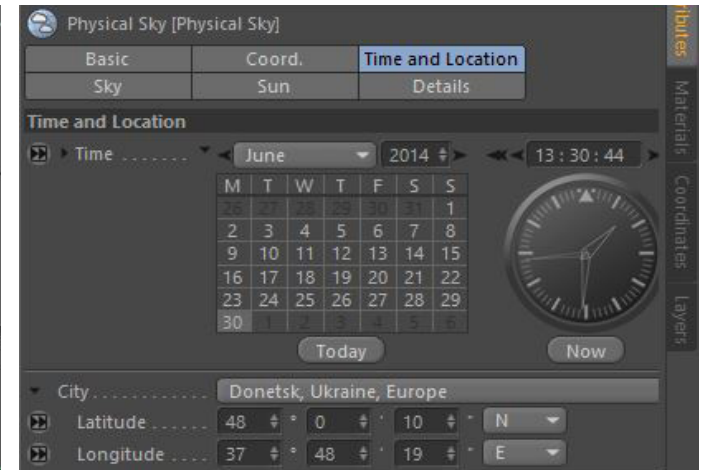 Physical Sky [Physical Sky]
Basic Coord. Time and Location
Sky Sun Details
Time and Location
Time ....... June 2014 13 : 30 : 44
M T W T F S S
26 27 28 29 30 31 1
2 3 4 5 6 7 8
9 10 11 12 13 14 15
16 17 18 19 20 21 22
23 24 25 26 27 28 29
30 1 2 3 4 5 6
Today Now
City ............ Donetsk, Ukraine, Europe
Latitude ...... 48 ° 0 ' 10 " N
Longitude .... 37 ° 48 ' 19 " E
Materials
Coordinates
Layers